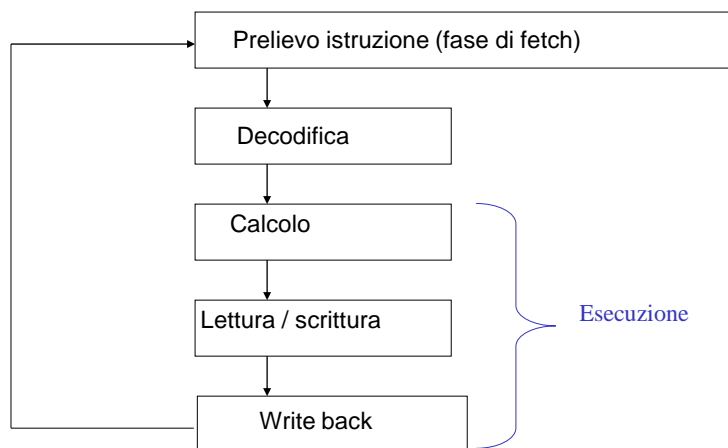 Prelievo istruzione (fase di fetch)
Decodifica
Calcolo
Lettura / scrittura
Esecuzione
Write back